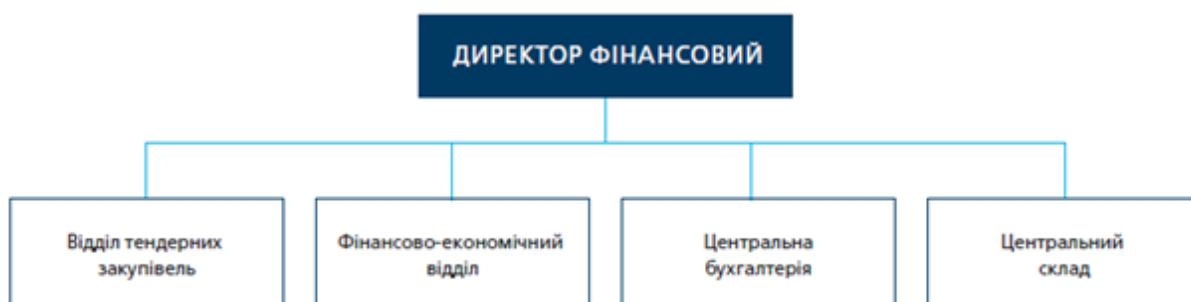 ДИРЕКТОР ФІНАНСОВИЙ
Відділ тендерних
закупівель
Фінансово-економічний
відділ
Центральна
бухгалтерія
Центральний
склад